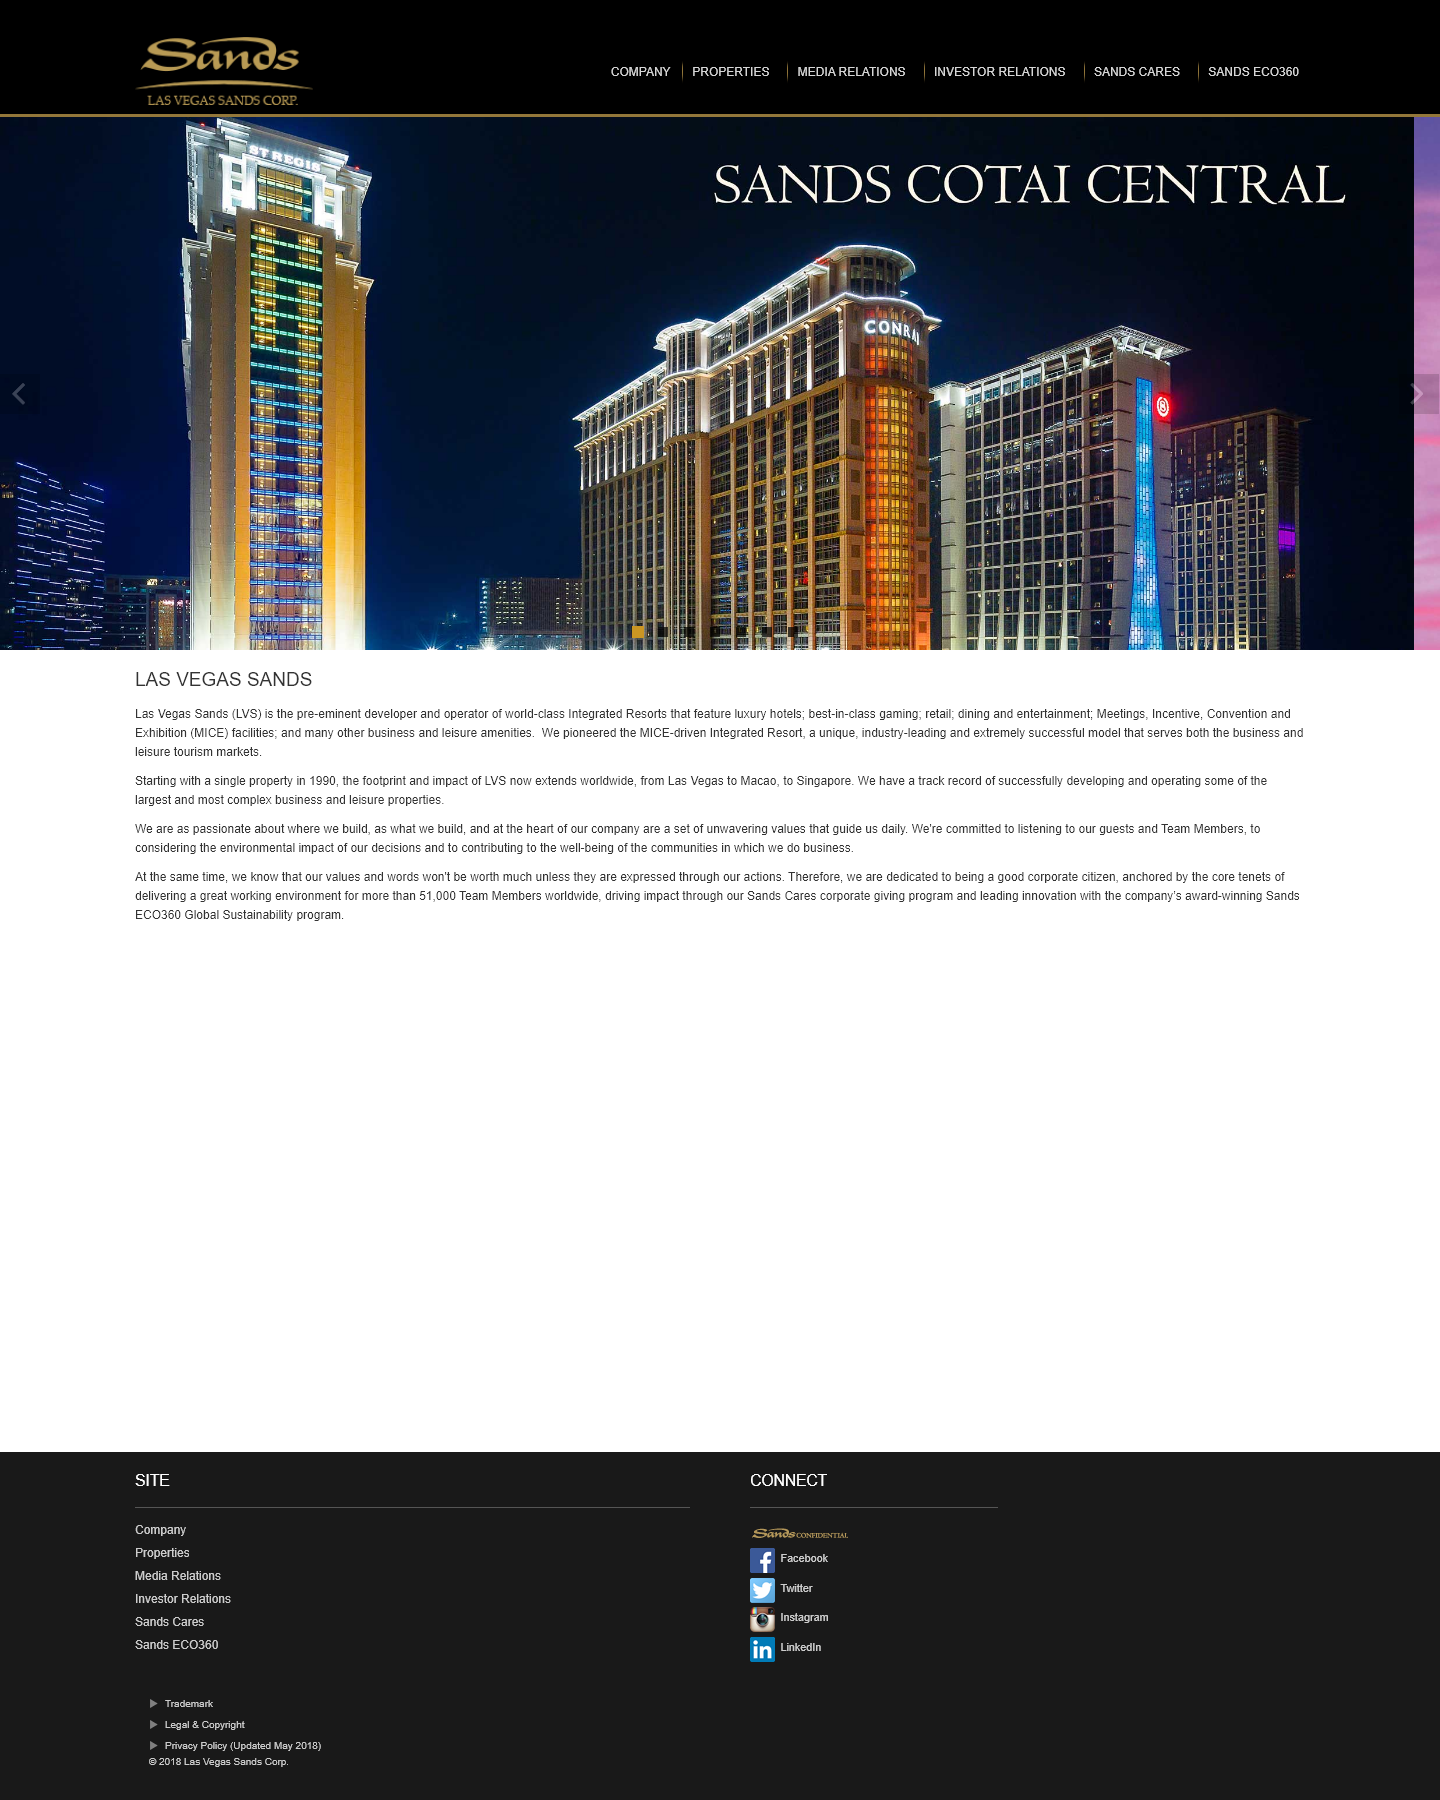 Sands
LAS VEGAS SANDS CORP.
COMPANY
PROPERTIES
MEDIA RELATIONS
INVESTOR RELATIONS
SANDS CARES
SANDS ECO360
ST REGIS
SANDS COTAI CENTRAL
CONRAD
LAS VEGAS SANDS
Las Vegas Sands (LVS) is the pre-eminent developer and operator of world-class Integrated Resorts that feature luxury hotels; best-in-class gaming; retail; dining and entertainment; Meetings, Incentive, Convention and
Exhibition (MICE) facilities; and many other business and leisure amenities.  We pioneered the MICE-driven Integrated Resort, a unique, industry-leading and extremely successful model that serves both the business and
leisure tourism markets.
Starting with a single property in 1990, the footprint and impact of LVS now extends worldwide, from Las Vegas to Macao, to Singapore. We have a track record of successfully developing and operating some of the
largest and most complex business and leisure properties.
We are as passionate about where we build, as what we build, and at the heart of our company are a set of unwavering values that guide us daily. We're committed to listening to our guests and Team Members, to
considering the environmental impact of our decisions and to contributing to the well-being of the communities in which we do business.
At the same time, we know that our values and words won't be worth much unless they are expressed through our actions. Therefore, we are dedicated to being a good corporate citizen, anchored by the core tenets of
delivering a great working environment for more than 51,000 Team Members worldwide, driving impact through our Sands Cares corporate giving program and leading innovation with the company's award-winning Sands
ECO360 Global Sustainability program.
SITE
Company
Properties
Media Relations
Investor Relations
Sands Cares
Sands ECO360
CONNECT
Sands CONFIDENTIAL
Facebook
Twitter
Instagram
LinkedIn
Trademark
Legal & Copyright
Privacy Policy (Updated May 2018)
© 2018 Las Vegas Sands Corp.